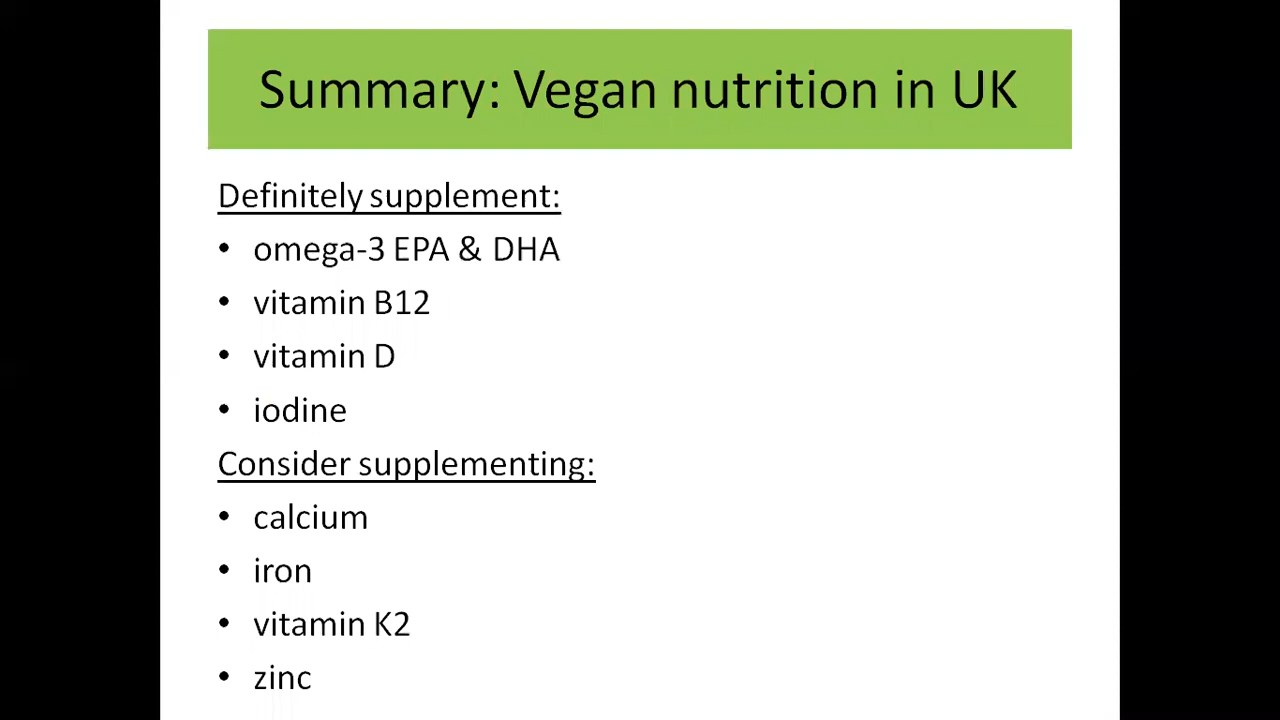 Summary: Vegan nutrition in UK
Definitely supplement:
• omega-3 EPA & DHA
• vitamin B12
• vitamin D
• iodine
Consider supplementing:
• calcium
• iron
• vitamin K2
• zinc